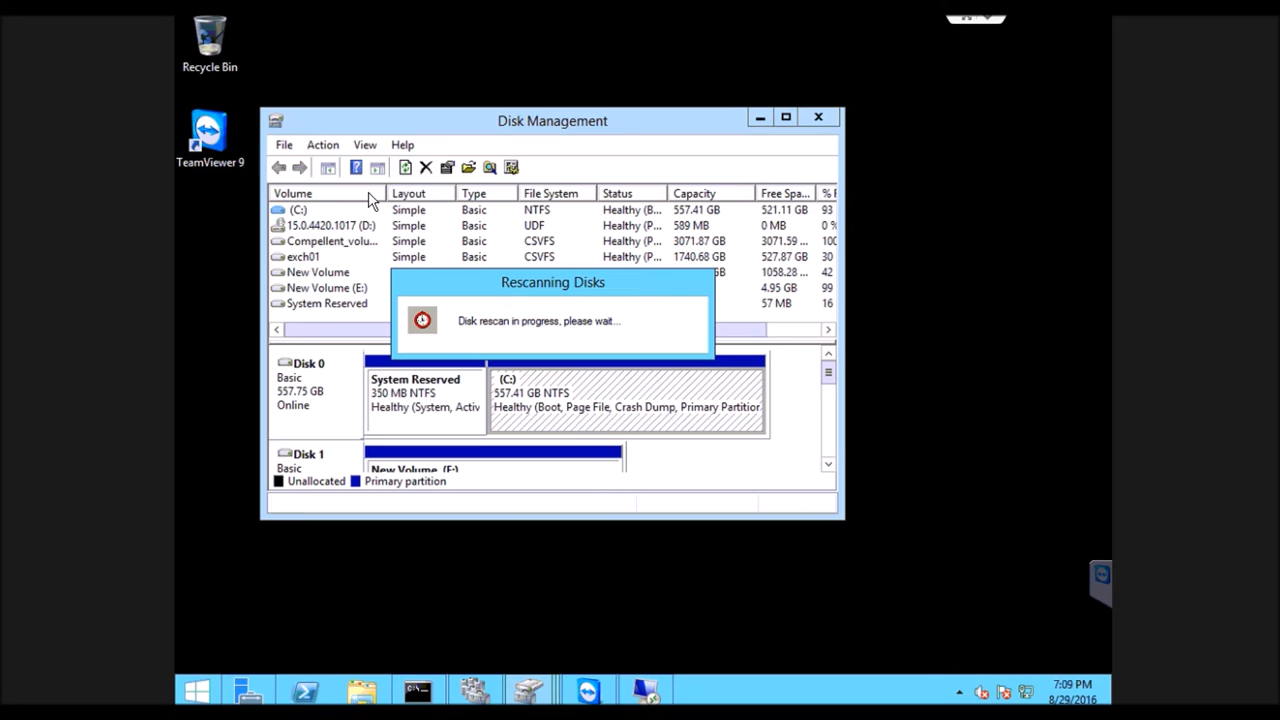 Recycle Bin
TeamViewer 9
Disk Management
File Action View Help
Volume Layout Type File System Status Capacity Free Spa... % F
(C:) Simple Basic NTFS Healthy (B... 557.41 GB 521.11 GB 93
15.0.4420.1017 (D:) Simple Basic UDF Healthy (P... 589 MB 0 MB 0 %
Compellent_volu... Simple Basic CSVFS Healthy (P... 3071.87 GB 3071.59 ... 100
exch01 Simple Basic CSVFS Healthy (P... 1740.68 GB 527.87 GB 30
New Volume GB 1058.28 ... 42
New Volume (E:) 4.95 GB 99
System Reserved 57 MB 16
Rescanning Disks
Disk rescan in progress, please wait...
Disk 0
Basic
557.75 GB
Online
System Reserved
350 MB NTFS
Healthy (System, Activ
(C:)
557.41 GB NTFS
Healthy (Boot, Page File, Crash Dump, Primary Partition
Disk 1
Basic
New Volume (E:)
Unallocated Primary partition
7:09 PM
8/29/2016